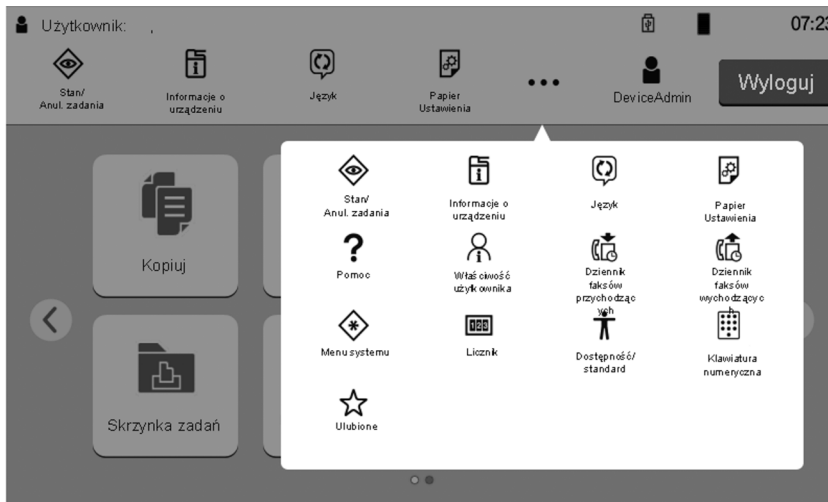 Użytkownik: .
07:23
Stan/
Anul. zadania
Informacje o
urządzeniu
Język
Papier
Ustawienia
DeviceAdmin
Wyloguj
Kopiuj
Skrzynka zadań
Stan/
Anul. zadania
Informacje o
urządzeniu
Język
Papier
Ustawienia
Pomoc
Właściwość
użytkownika
Dziennik
faksów
przychodząc
ych
Dziennik
faksów
wychodzącyc
h
Menu systemu
123
Licznik
Dostępność/
standard
Klawiatura
numeryczna
Ulubione